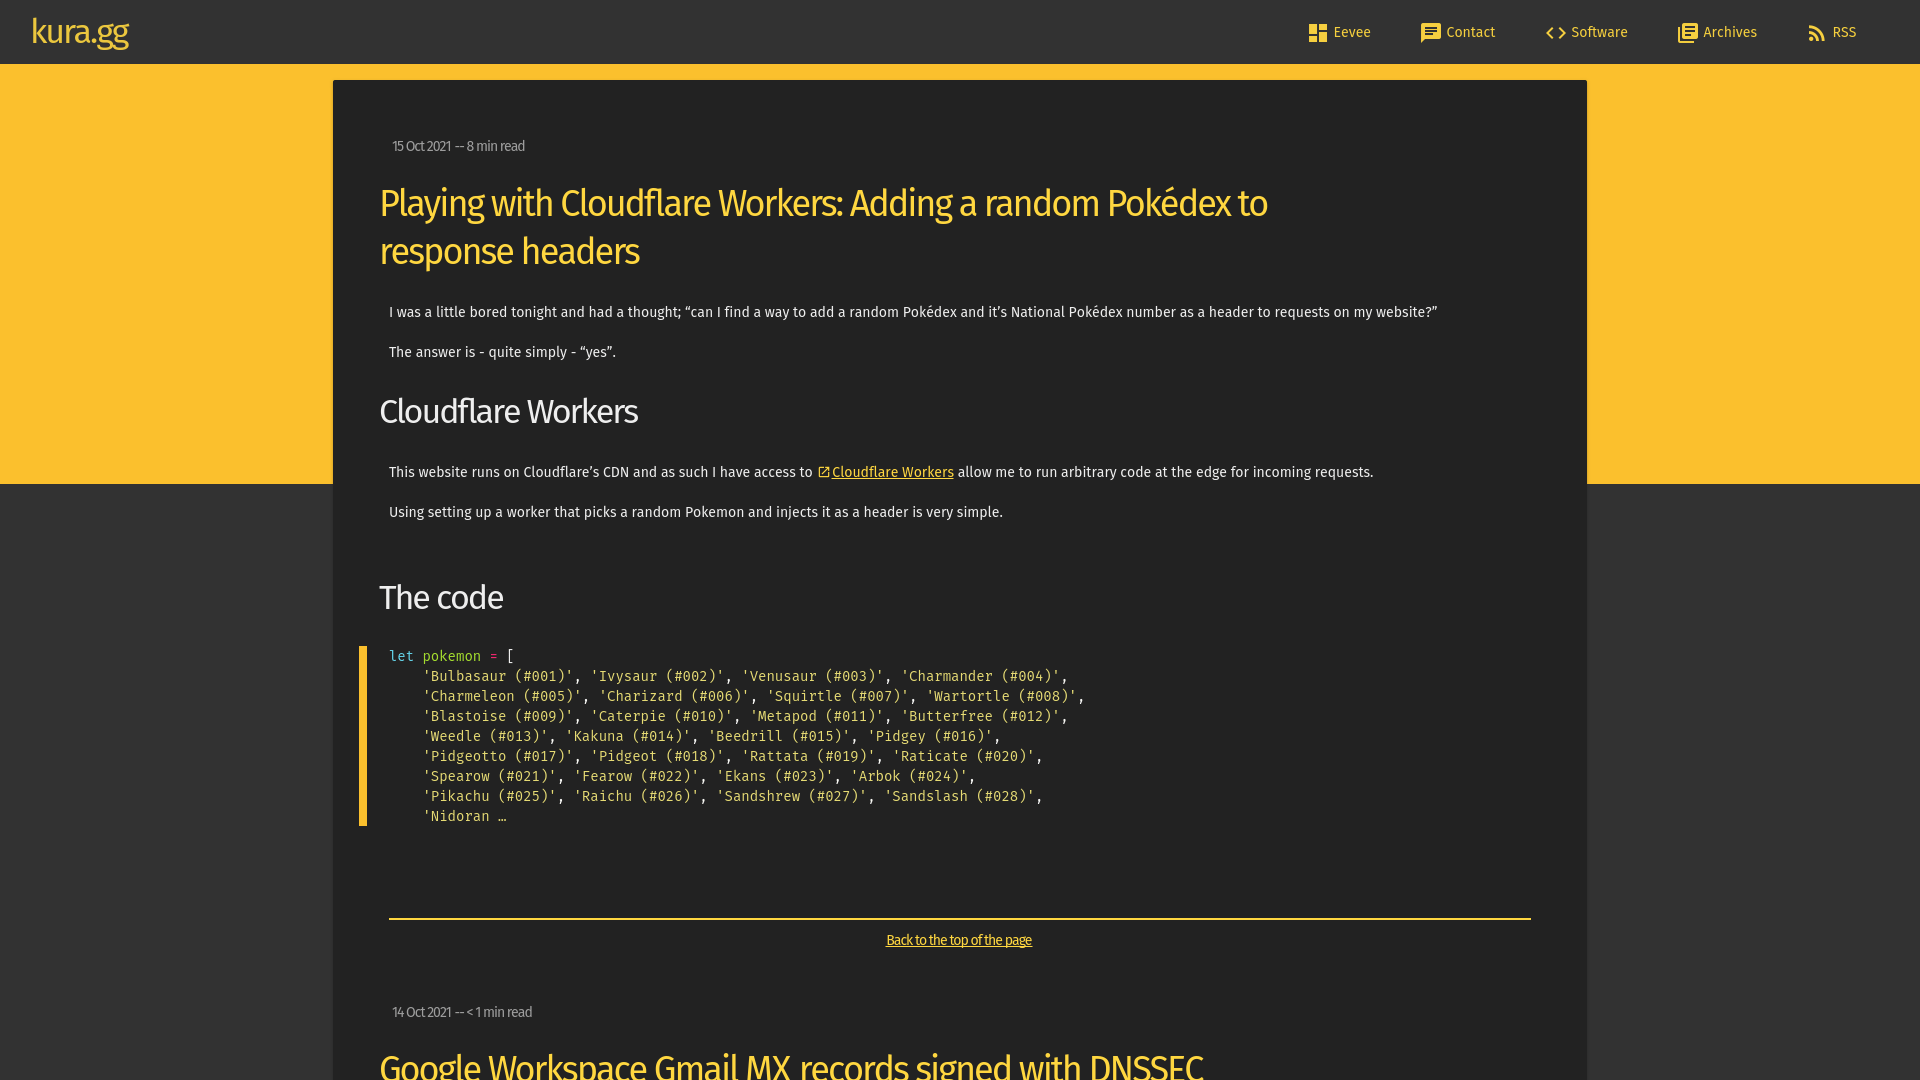 kura.gg
Eevee
Contact
Software
Archives
RSS
15 Oct 2021 -- 8 min read
Playing with Cloudflare Workers: Adding a random Pokédex to
response headers
I was a little bored tonight and had a thought; “can I find a way to add a random Pokédex and it’s National Pokédex number as a header to requests on my website?”
The answer is - quite simply - “yes”.
Cloudflare Workers
This website runs on Cloudflare’s CDN and as such I have access to Cloudflare Workers allow me to run arbitrary code at the edge for incoming requests.
Using setting up a worker that picks a random Pokemon and injects it as a header is very simple.
The code
let pokemon = [
'Bulbasaur (#001)', 'Ivysaur (#002)', 'Venusaur (#003)', 'Charmander (#004)',
'Charmeleon (#005)', 'Charizard (#006)', 'Squirtle (#007)', 'Wartortle (#008)',
'Blastoise (#009)', 'Caterpie (#010)', 'Metapod (#011)', 'Butterfree (#012)',
'Weedle (#013)', 'Kakuna (#014)', 'Beedrill (#015)', 'Pidgey (#016)',
'Pidgeotto (#017)', 'Pidgeot (#018)', 'Rattata (#019)', 'Raticate (#020)',
'Spearow (#021)', 'Fearow (#022)', 'Ekans (#023)', 'Arbok (#024)',
'Pikachu (#025)', 'Raichu (#026)', 'Sandshrew (#027)', 'Sandslash (#028)',
'Nidoran …
Back to the top of the page
14 Oct 2021 -- < 1 min read
Google Workspace Gmail MX records signed with DNSSEC